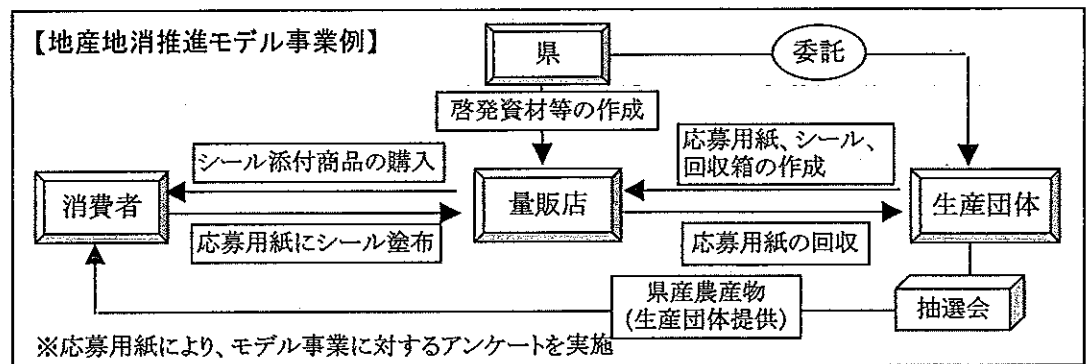 【地産地消推進モデル事業例】
県
委託
啓発資材等の作成
シール添付商品の購入
応募用紙、シール、
回収箱の作成
消費者
量販店
生産団体
応募用紙にシール塗布
応募用紙の回収
県産農産物
(生産団体提供)
抽選会
※応募用紙により、モデル事業に対するアンケートを実施